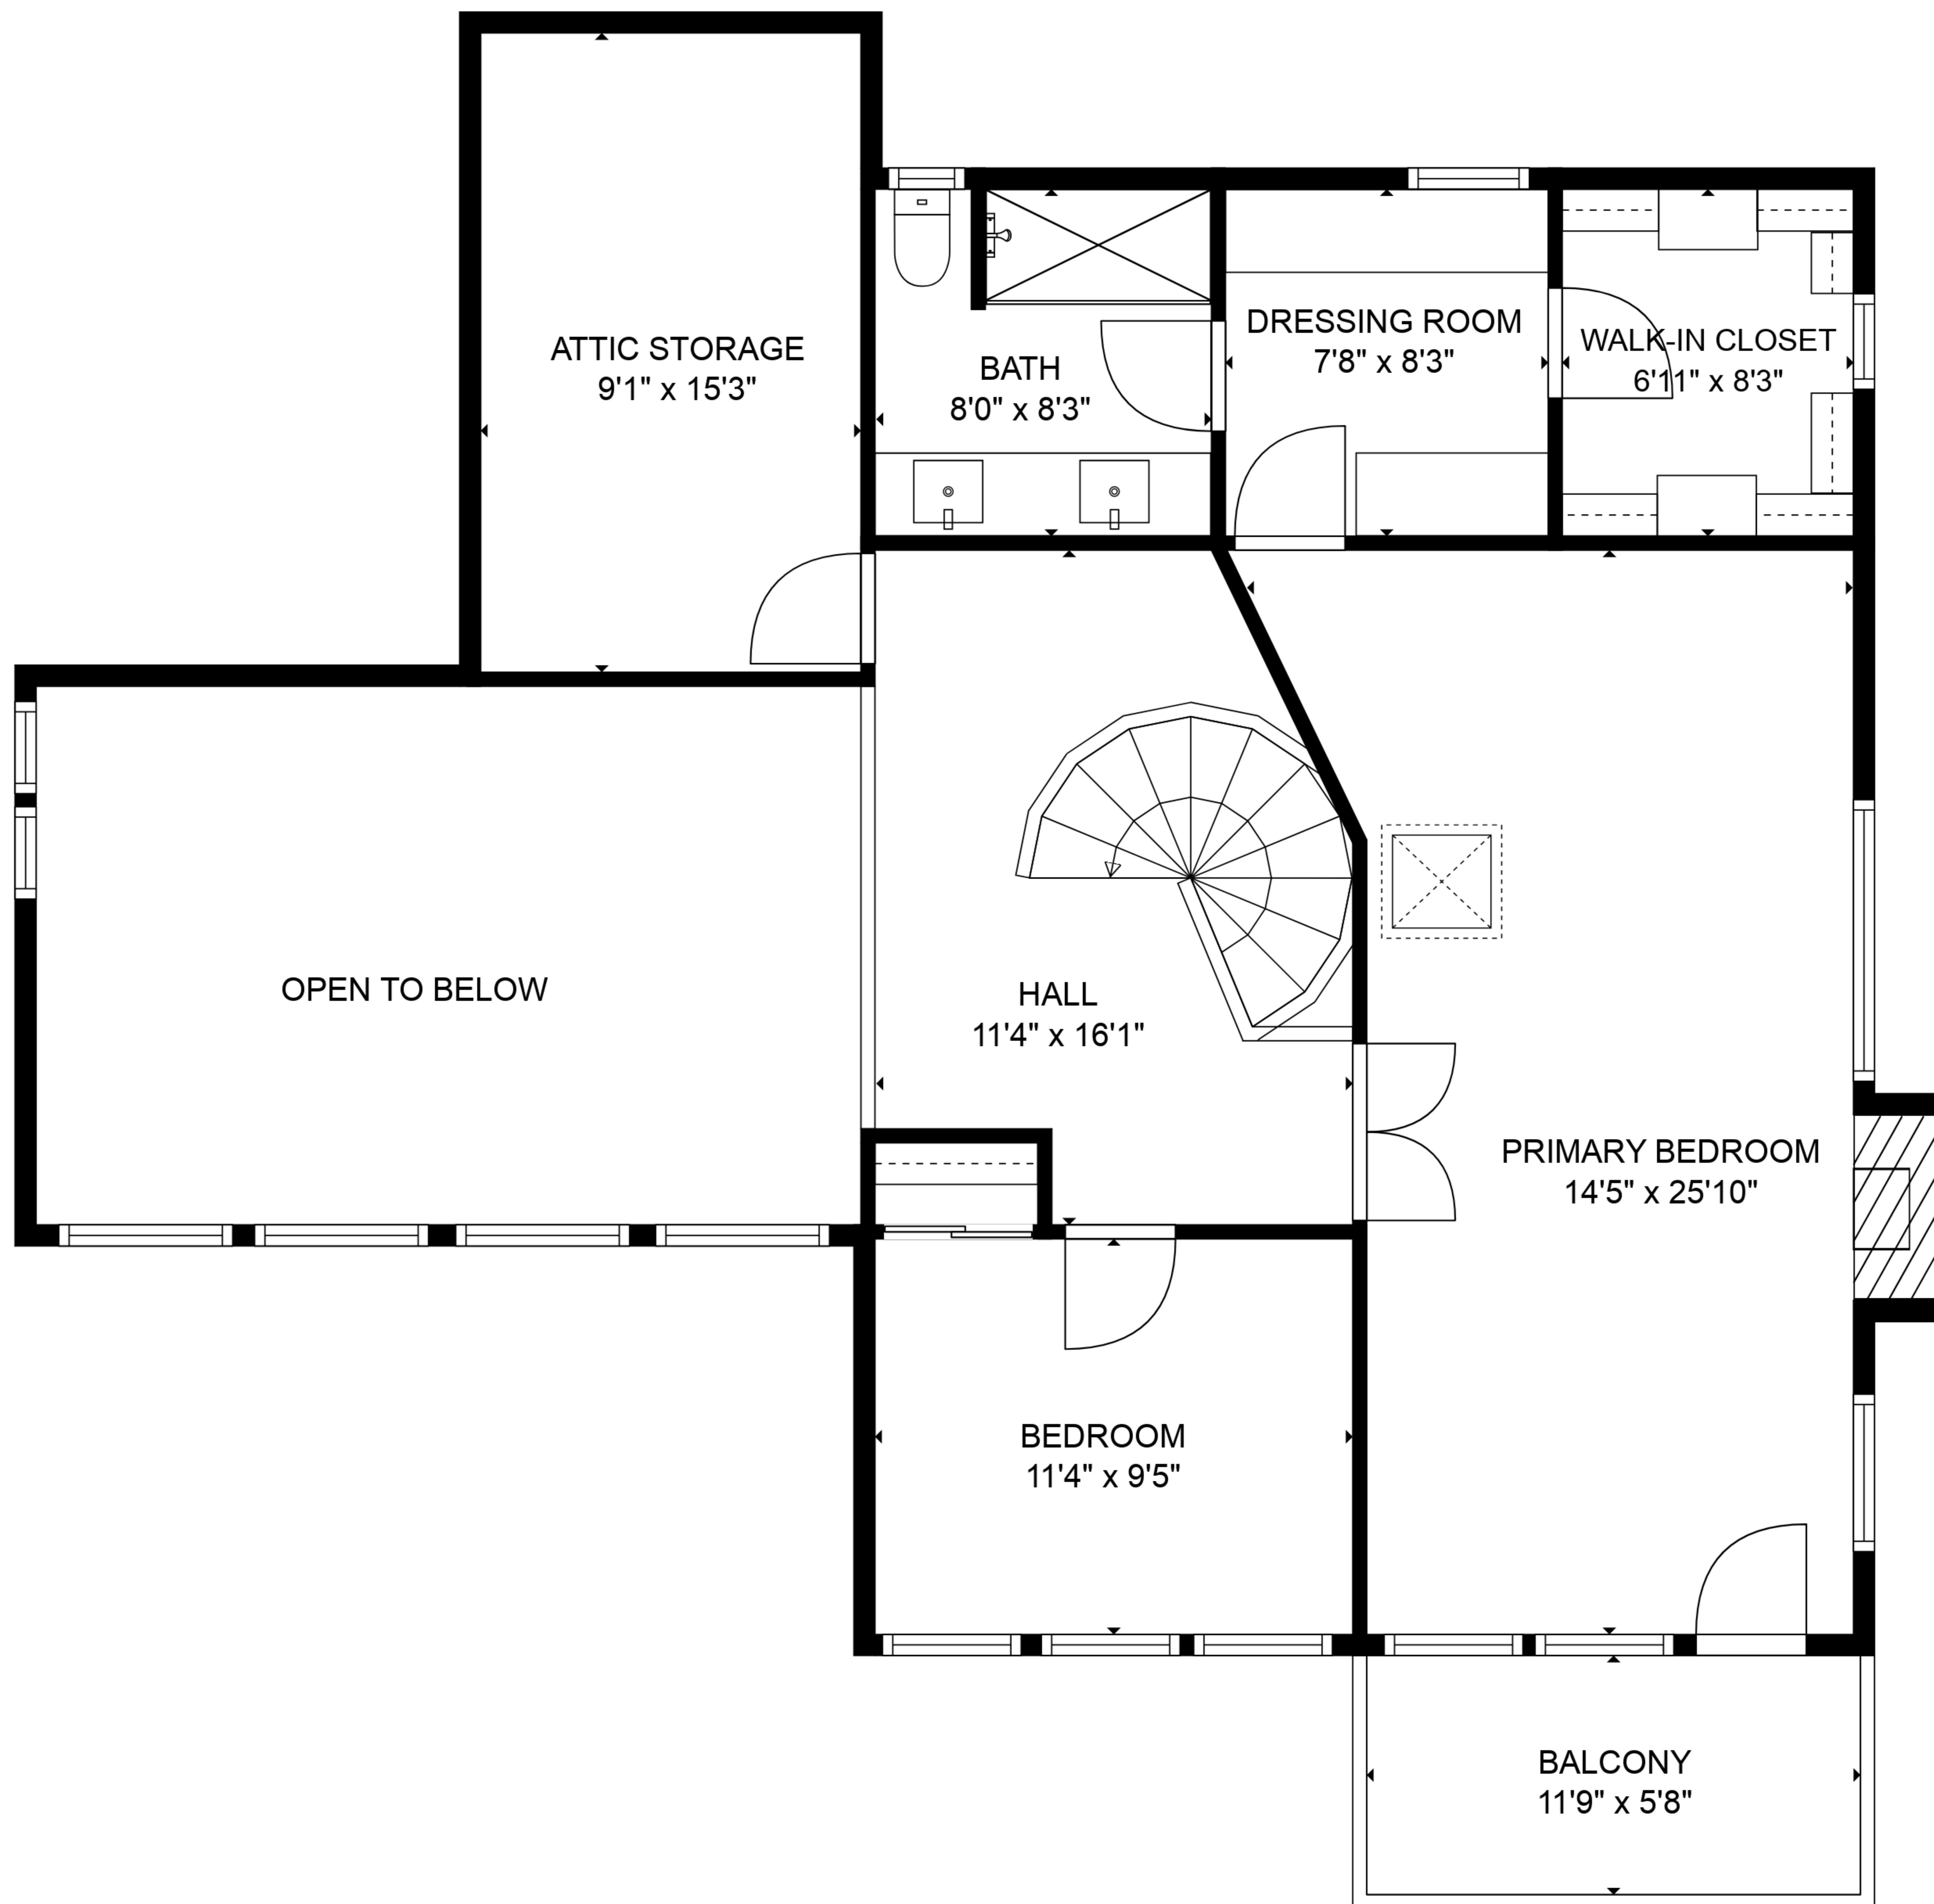 ATTIC STORAGE
9'1" x 15'3"
BATH
8'0" x 8'3"
DRESSING ROOM
7'8" x 8'3"
WALK-IN CLOSET
6'11" x 8'3"
OPEN TO BELOW
HALL
11'4" x 16'1"
PRIMARY BEDROOM
14'5" x 25'10"
BEDROOM
11'4" x 9'5"
BALCONY
11'9" x 5'8"